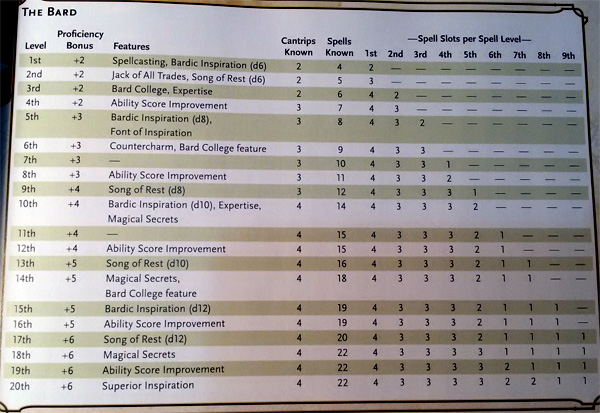 THE BARD
Proficiency Cantrips Spells —Spell Slots per Spell Level—
Level Bonus Features Known Known 1st 2nd 3rd 4th 5th 6th 7th 8th 9th
1st +2 Spellcasting, Bardic Inspiration (d6) 2 4 2 — — — — — — — —
2nd +2 Jack of All Trades, Song of Rest (d6) 2 5 3 — — — — — — — —
3rd +2 Bard College, Expertise 2 6 4 2 — — — — — — —
4th +2 Ability Score Improvement 3 7 4 3 — — — — — — —
5th +3 Bardic Inspiration (d8), 3 8 4 3 2 — — — — — —
Font of Inspiration
6th +3 Countercharm, Bard College feature 3 9 4 3 3 — — — — — —
7th +3 — 3 10 4 3 3 1 — — — — —
8th +3 Ability Score Improvement 3 11 4 3 3 2 — — — — —
9th +4 Song of Rest (d8) 3 12 4 3 3 3 1 — — — —
10th +4 Bardic Inspiration (d10), Expertise, 4 14 4 3 3 3 2 — — — —
Magical Secrets
11th +4 — 4 15 4 3 3 3 2 1 — — —
12th +4 Ability Score Improvement 4 15 4 3 3 3 2 1 — — —
13th +5 Song of Rest (d10) 4 16 4 3 3 3 2 1 1 — —
14th +5 Magical Secrets, 4 18 4 3 3 3 2 1 1 — —
Bard College feature
15th +5 Bardic Inspiration (d12) 4 19 4 3 3 3 2 1 1 1 —
16th +5 Ability Score Improvement 4 19 4 3 3 3 2 1 1 1 —
17th +6 Song of Rest (d12) 4 20 4 3 3 3 2 1 1 1 1
18th +6 Magical Secrets 4 22 4 3 3 3 3 1 1 1 1
19th +6 Ability Score Improvement 4 22 4 3 3 3 3 2 1 1 1
20th +6 Superior Inspiration 4 22 4 3 3 3 3 2 2 1 1